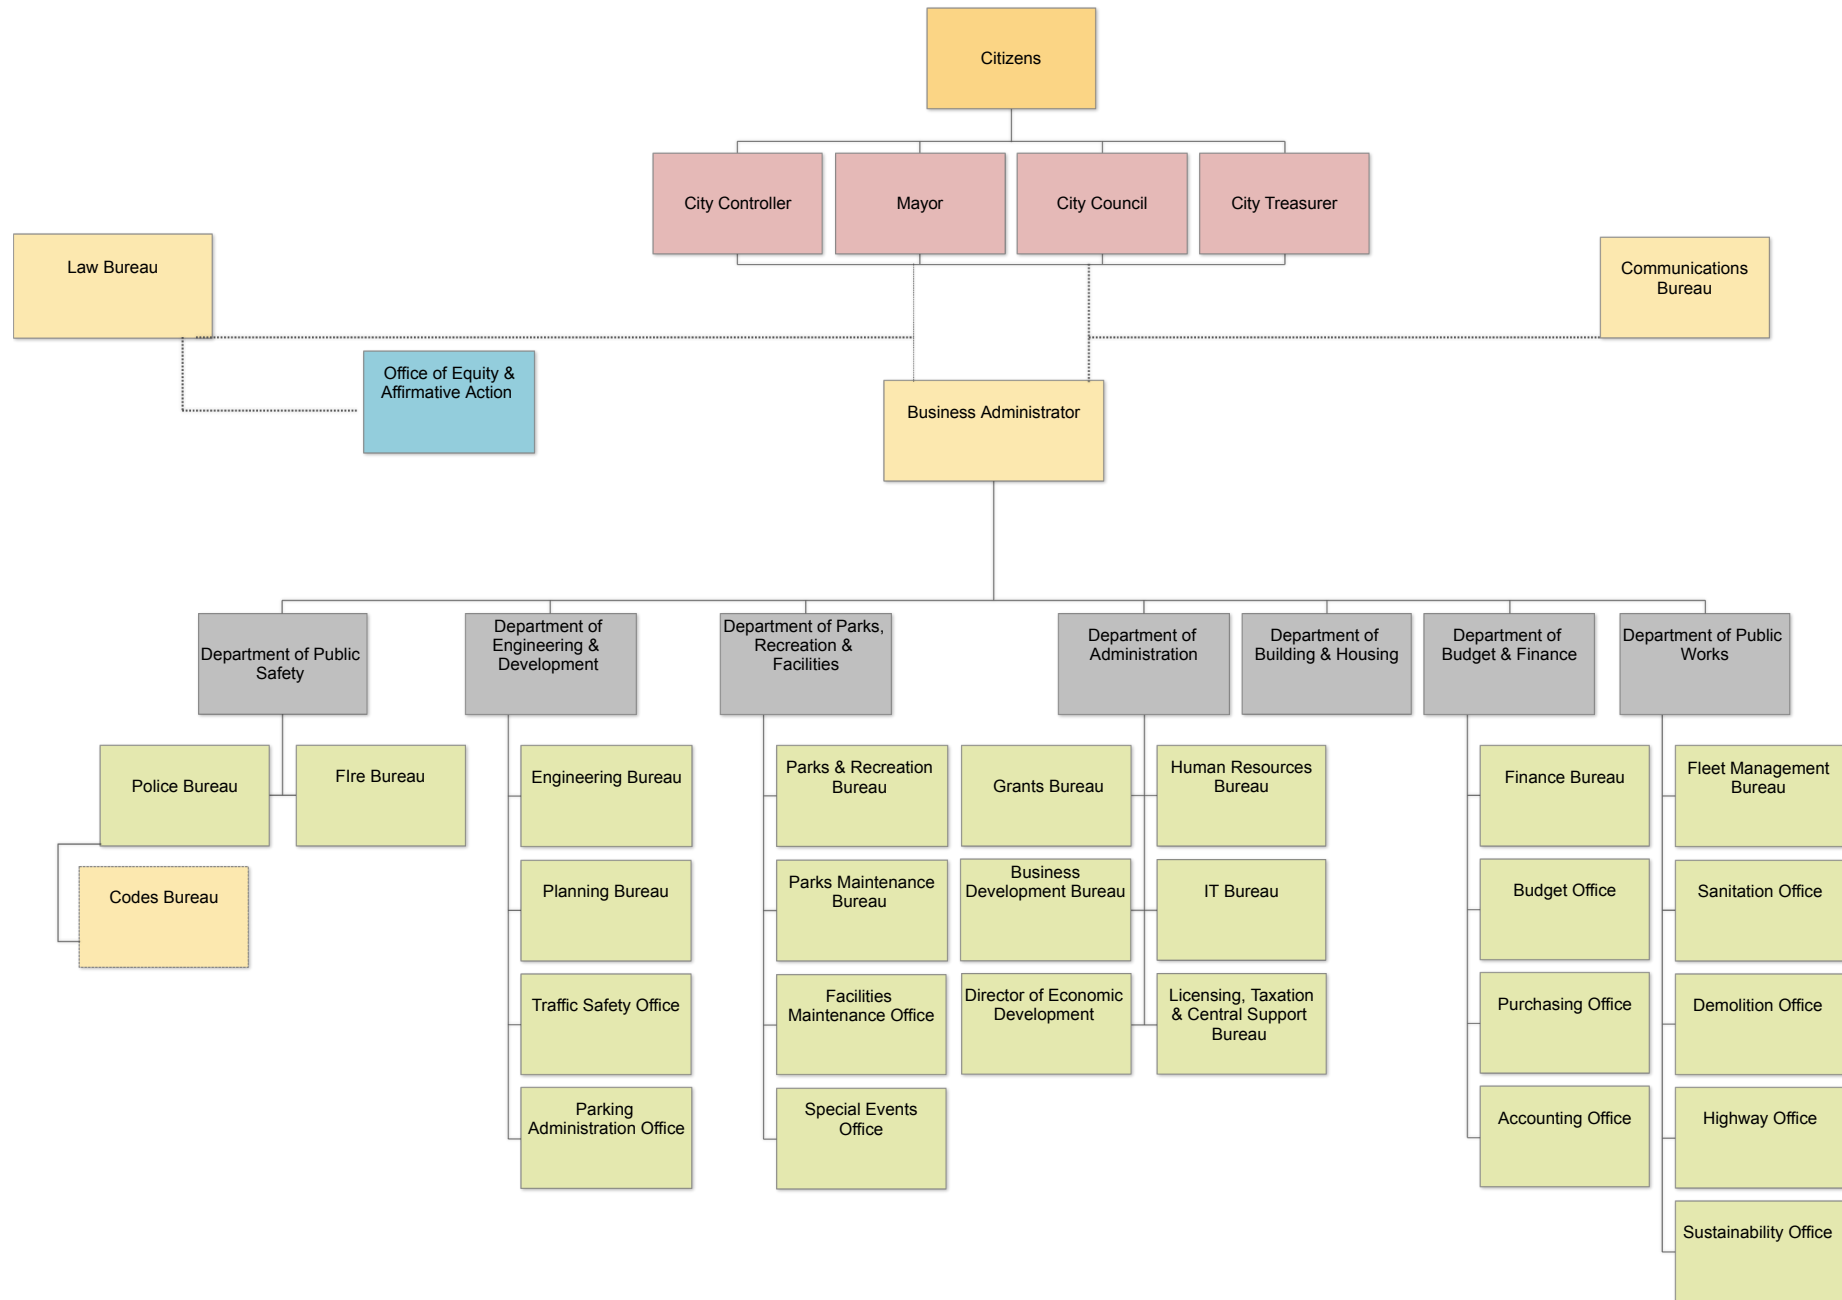 Citizens
City Controller
Mayor
City Council
City Treasurer
Law Bureau
Communications
Bureau
Office of Equity &
Affirmative Action
Business Administrator
Department of Public
Safety
Department of
Engineering &
Development
Department of Parks,
Recreation &
Facilities
Department of
Administration
Department of
Building & Housing
Department of
Budget & Finance
Department of Public
Works
Police Bureau
FIre Bureau
Codes Bureau
Engineering Bureau
Planning Bureau
Traffic Safety Office
Parking
Administration Office
Parks & Recreation
Bureau
Parks Maintenance
Bureau
Facilities
Maintenance Office
Special Events
Office
Grants Bureau
Human Resources
Bureau
Business
Development Bureau
IT Bureau
Director of Economic
Development
Licensing, Taxation
& Central Support
Bureau
Finance Bureau
Budget Office
Purchasing Office
Accounting Office
Fleet Management
Bureau
Sanitation Office
Demolition Office
Highway Office
Sustainability Office